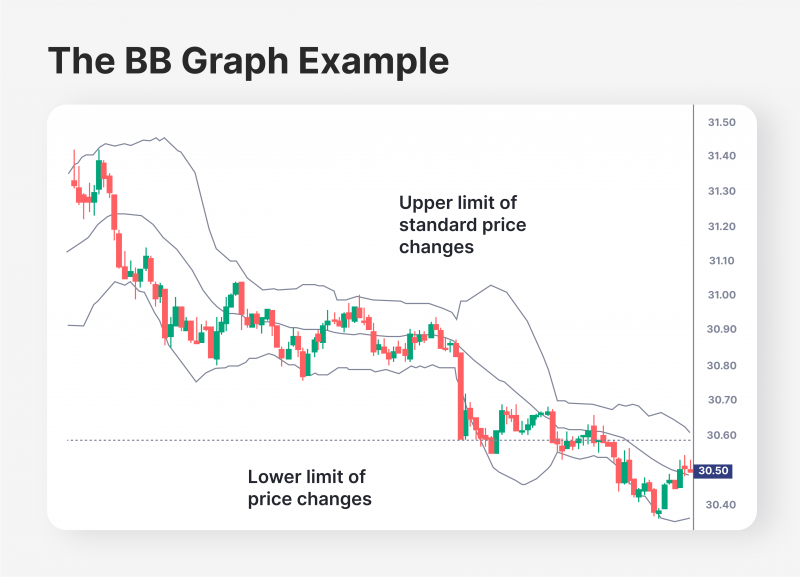 The BB Graph Example
31.50
31.40
Upper limit of
standard price
changes
31.30
31.20
31.10
31.00
30.90
30.80
30.70
30.60
Lower limit of
price changes
30.50
30.40